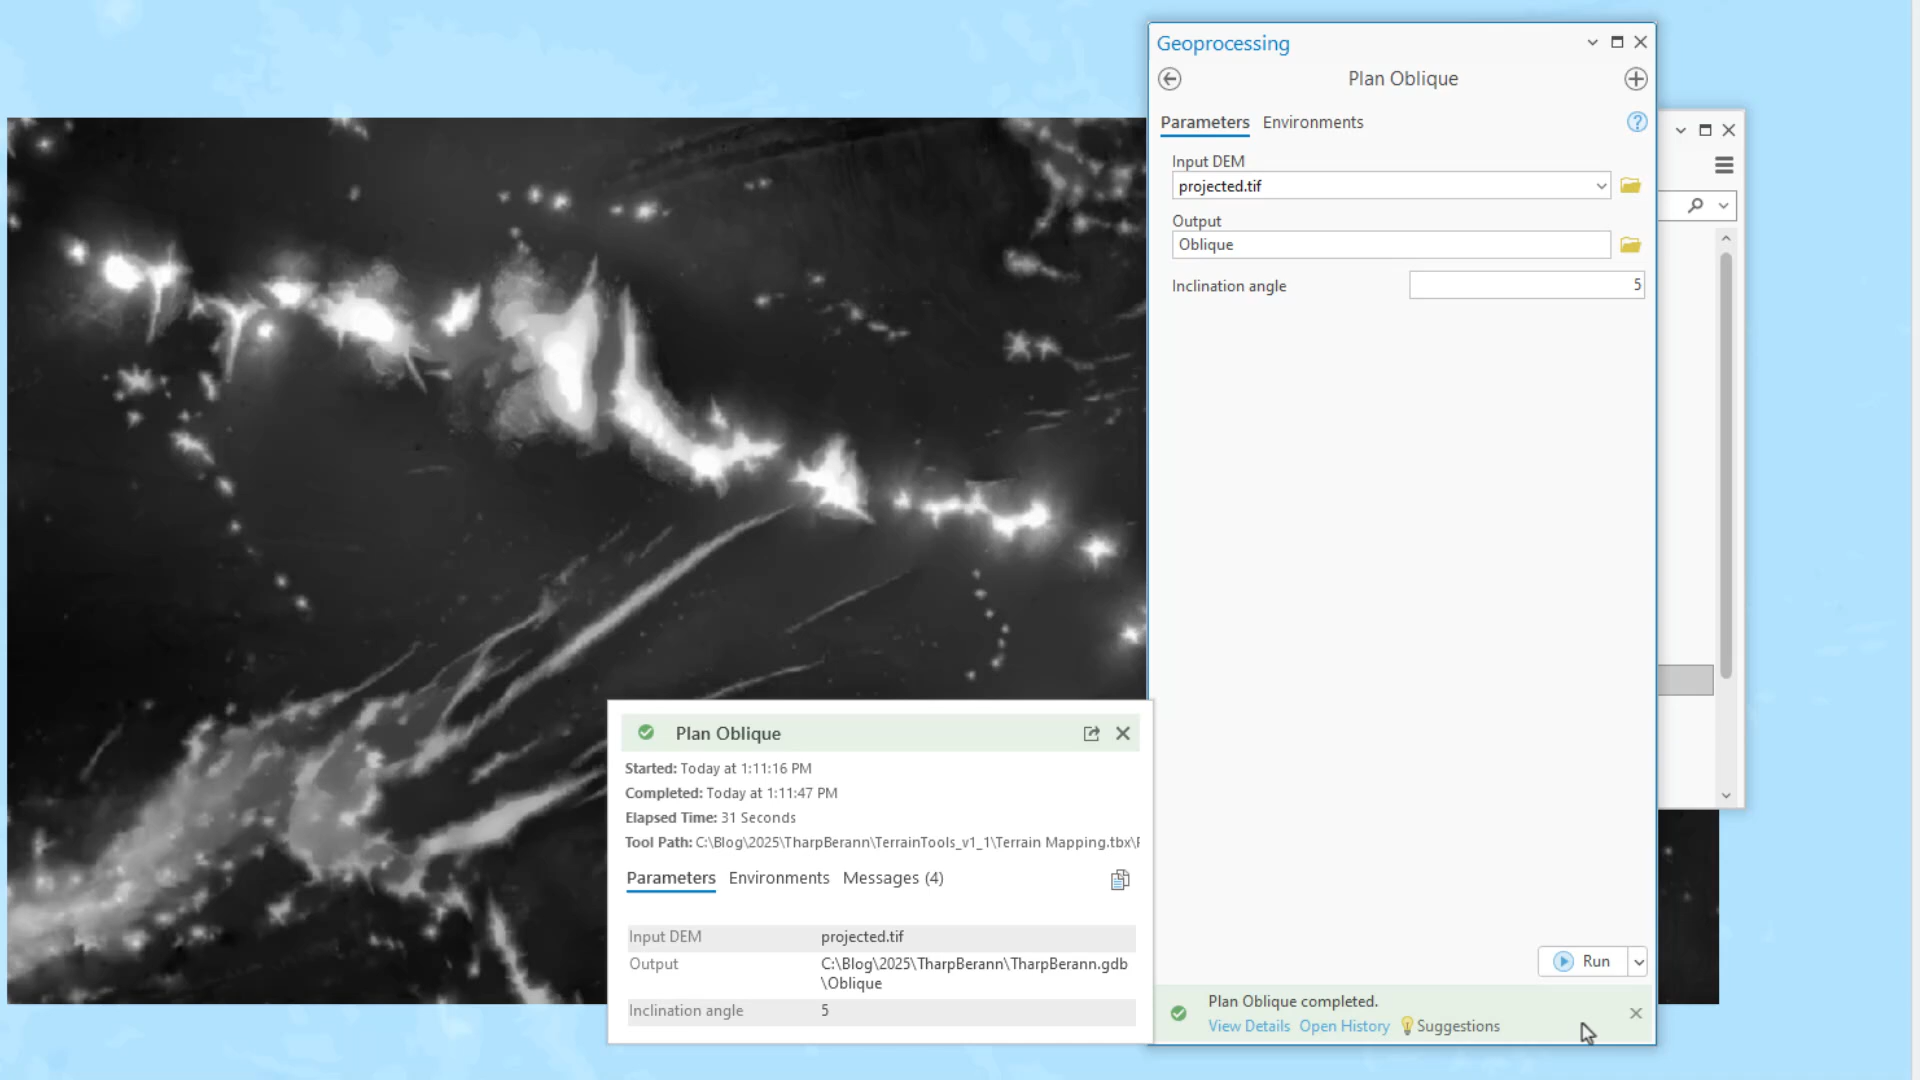 Geoprocessing
Plan Oblique
Parameters Environments
Input DEM
projected.tif
Output
Oblique
Inclination angle 5
Run
Plan Oblique completed.
View Details Open History Suggestions
Plan Oblique
Started: Today at 1:11:16 PM
Completed: Today at 1:11:47 PM
Elapsed Time: 31 Seconds
Tool Path: C:\Blog\2025\TharpBerann\TerrainTools_v1_1\Terrain Mapping.tbx\
Parameters Environments Messages (4)
Input DEM projected.tif
Output C:\Blog\2025\TharpBerann\TharpBerann.gdb
\Oblique
Inclination angle 5